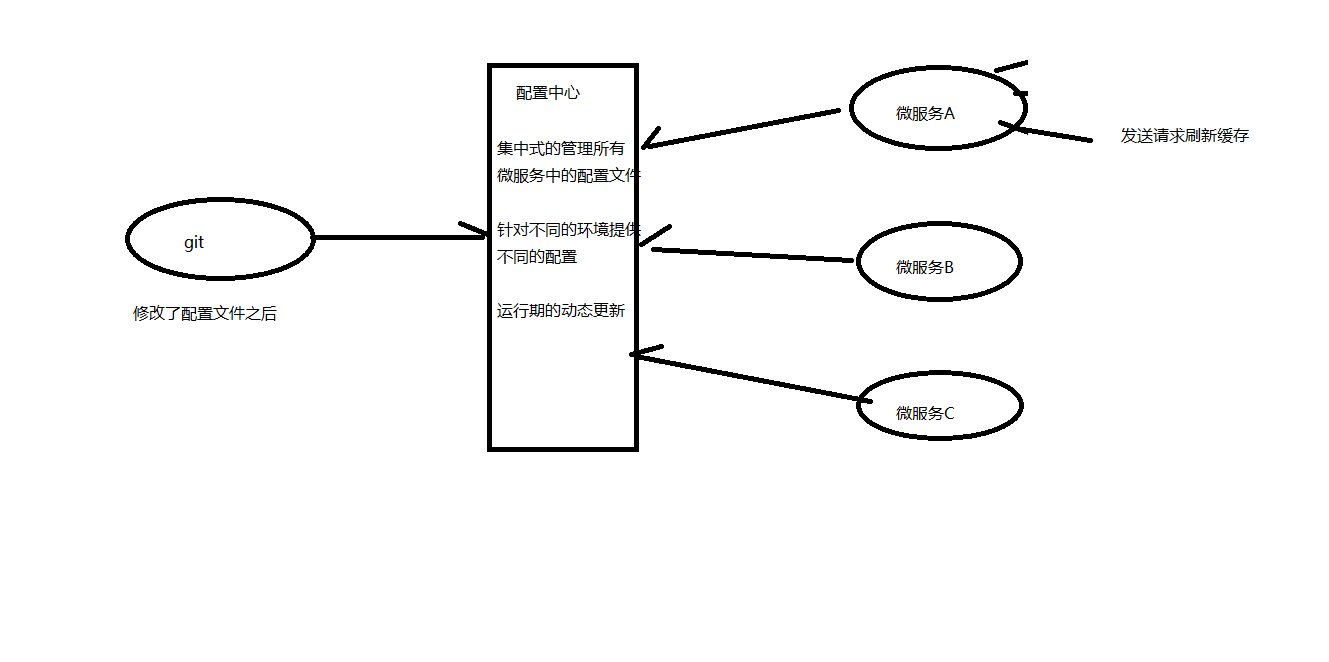 git
修改了配置文件之后
配置中心
集中式的管理所有
微服务中的配置文件
针对不同的环境提供
不同的配置
运行期的动态更新
微服务A
发送请求刷新缓存
微服务B
微服务C